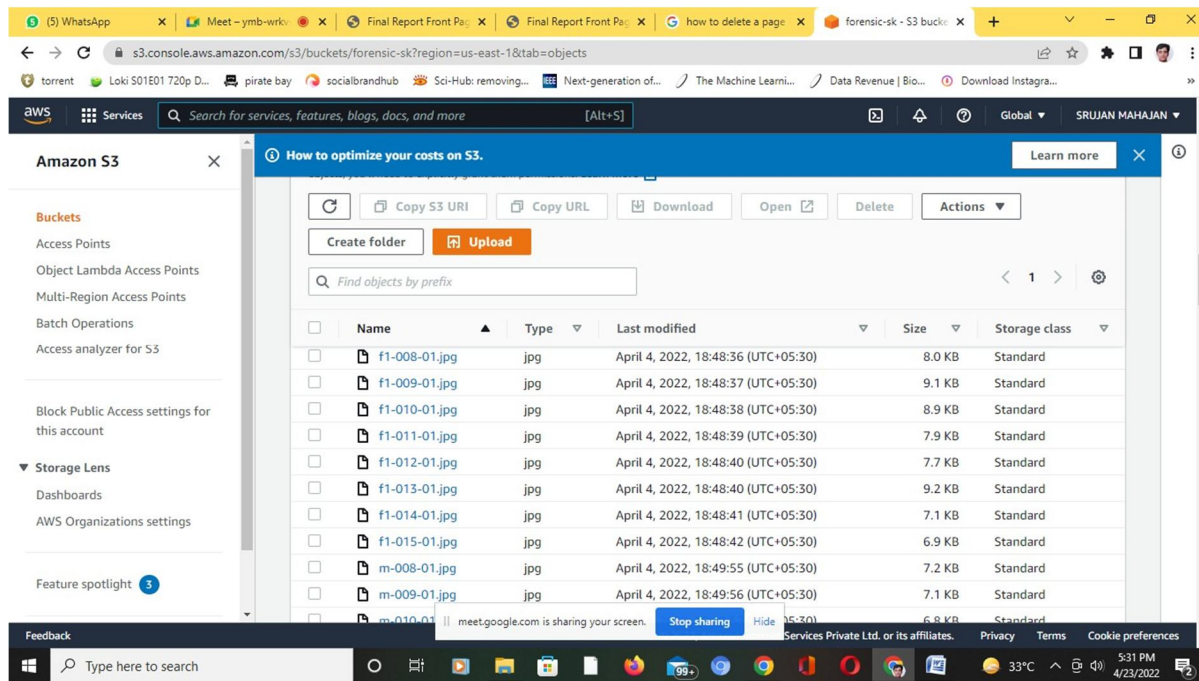 (5) WhatsApp
Meet – ymb-wrkv
Final Report Front Pag
Final Report Front Pag
how to delete a page
forensic-sk - S3 bucke
s3.console.aws.amazon.com/s3/buckets/forensic-sk?region=us-east-1&tab=objects
torrent
Loki S01E01 720p D...
pirate bay
socialbrandhub
Sci-Hub: removing...
IEEE Next-generation of...
The Machine Learni...
Data Revenue | Bio...
Download Instagra...
aws
Services
Search for services, features, blogs, docs, and more
[Alt+S]
Global
SRUJAN MAHAJAN
Amazon S3
Buckets
Access Points
Object Lambda Access Points
Multi-Region Access Points
Batch Operations
Access analyzer for S3
Block Public Access settings for
this account
Storage Lens
Dashboards
AWS Organizations settings
Feature spotlight 3
How to optimize your costs on S3.
Learn more
Copy S3 URI
Copy URL
Download
Open
Delete
Actions
Create folder
Upload
Find objects by prefix
1
Name Type Last modified Size Storage class
f1-008-01.jpg jpg April 4, 2022, 18:48:36 (UTC+05:30) 8.0 KB Standard
f1-009-01.jpg jpg April 4, 2022, 18:48:37 (UTC+05:30) 9.1 KB Standard
f1-010-01.jpg jpg April 4, 2022, 18:48:38 (UTC+05:30) 8.9 KB Standard
f1-011-01.jpg jpg April 4, 2022, 18:48:39 (UTC+05:30) 7.9 KB Standard
f1-012-01.jpg jpg April 4, 2022, 18:48:40 (UTC+05:30) 7.7 KB Standard
f1-013-01.jpg jpg April 4, 2022, 18:48:40 (UTC+05:30) 9.2 KB Standard
f1-014-01.jpg jpg April 4, 2022, 18:48:41 (UTC+05:30) 7.1 KB Standard
f1-015-01.jpg jpg April 4, 2022, 18:48:42 (UTC+05:30) 6.9 KB Standard
m-008-01.jpg jpg April 4, 2022, 18:49:55 (UTC+05:30) 7.2 KB Standard
m-009-01.jpg jpg April 4, 2022, 18:49:56 (UTC+05:30) 7.1 KB Standard
m-010-01 5:30) 6.8 KB Standard
meet.google.com is sharing your screen.
Stop sharing
Hide
Feedback
Services Private Ltd. or its affiliates.
Privacy
Terms
Cookie preferences
Type here to search
99+
33°C
5:31 PM
4/23/2022
2